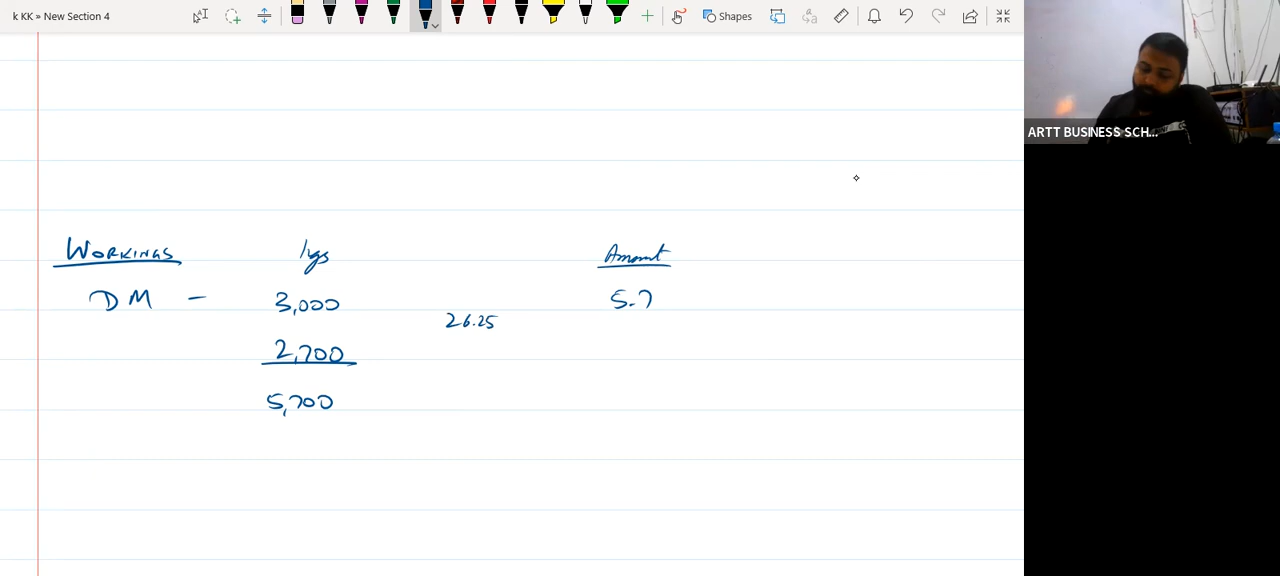 k KK » New Section 4
Shapes
ARTT BUSINESS SCH...
WORKINGS kgs Amount
DM - 3,000 5.7
26.25
2,700
5,700